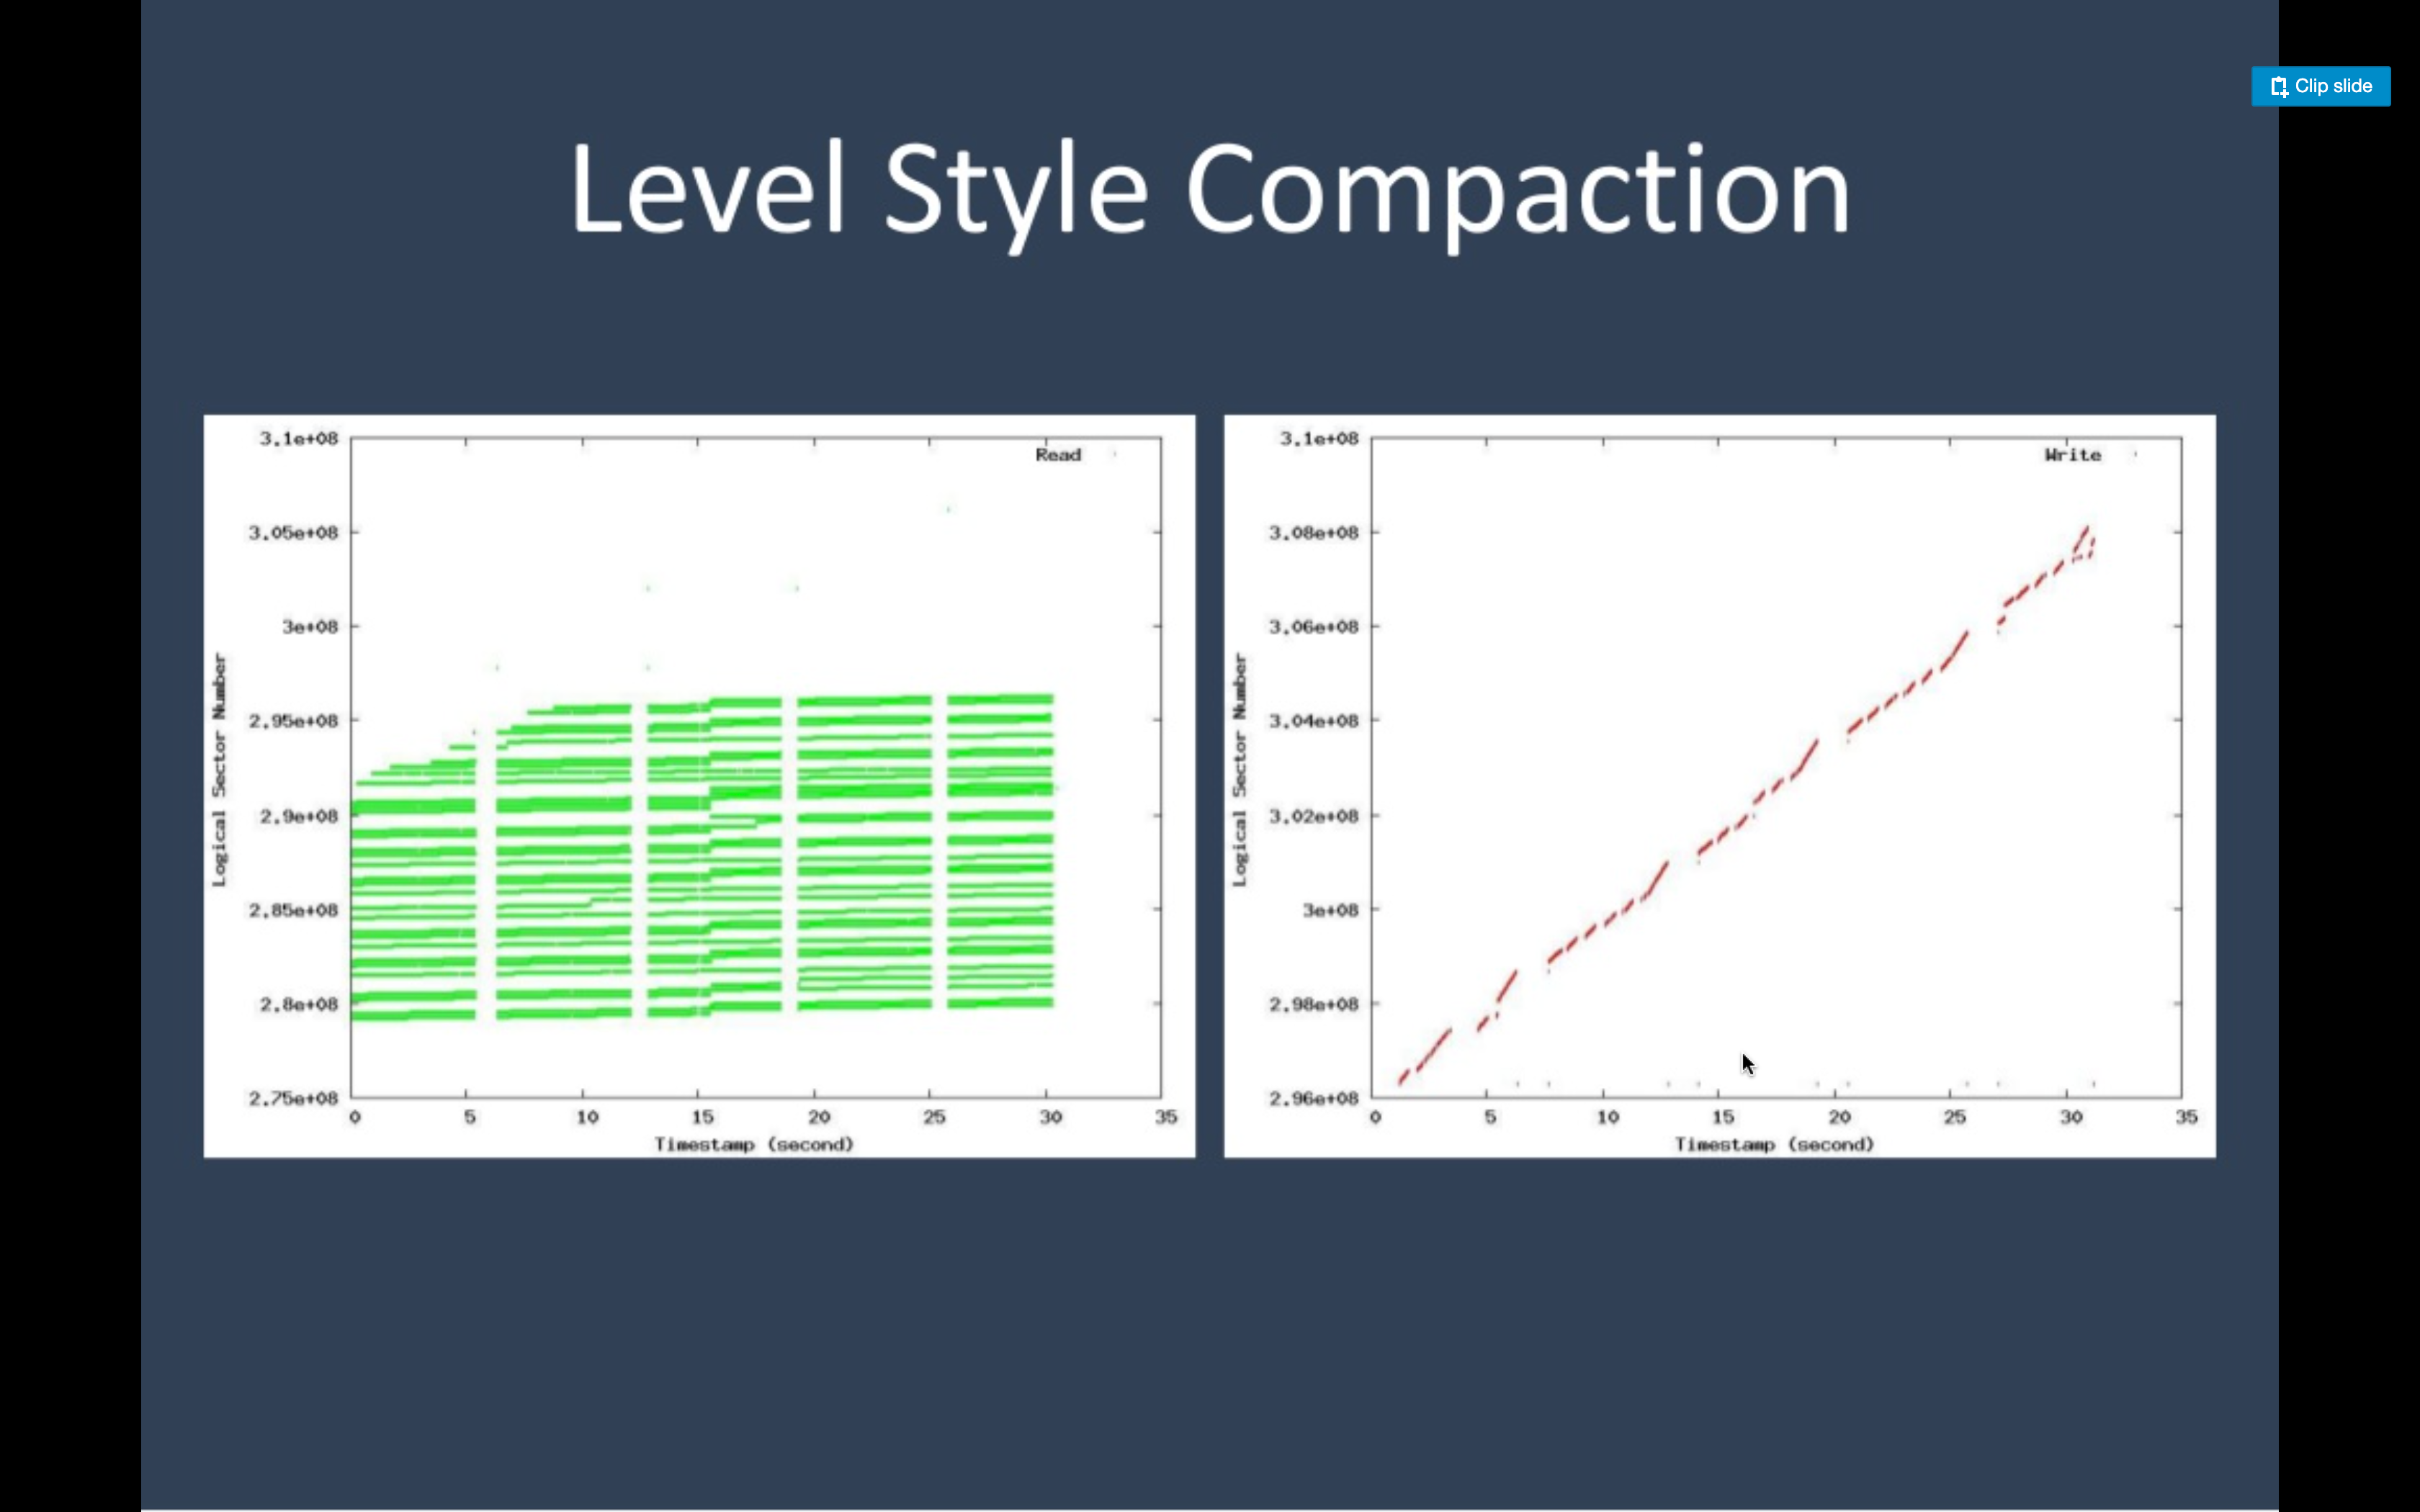 Clip slide
Level Style Compaction
3.1e+08
Read
3.05e+08
3e+08
2.95e+08
2.9e+08
2.85e+08
2.8e+08
2.75e+08
Logical Sector Number
0 5 10 15 20 25 30 35
Timestamp (second)
3.1e+08
Write
3.08e+08
3.06e+08
3.04e+08
3.02e+08
3e+08
2.98e+08
2.96e+08
Logical Sector Number
0 5 10 15 20 25 30 35
Timestamp (second)